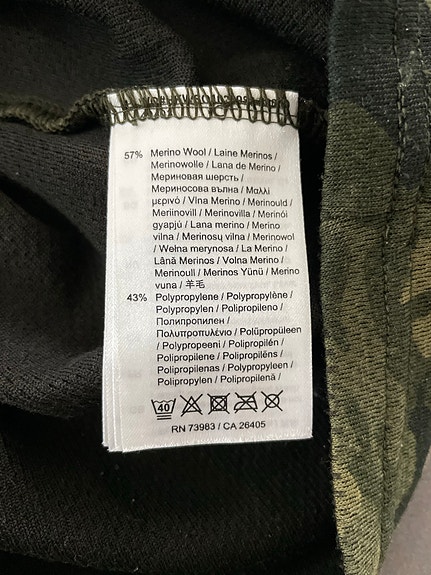 57% Merino Wool / Laine Merinos /
Merinowolle / Lana de Merino /
Мериновая шерсть /
Мериносова вълна / Μαλλί
μερινό / Vlna Merino / Merinould /
Meriinovill / Merinovilla / Merinói
gyapjú / Lana merino / Merino
vilna / Merinosų vilna / Merinowol
/ Wełna merynosa / La Merino /
Lână Merinos / Volna Merino /
Merinoull / Merinos Yünü / Merino
vuna / 羊毛
43% Polypropylene / Polypropylène /
Polypropylen / Polipropileno /
Полипропилен /
Πολυπροπυλένιο / Polüpropüleen
/ Polypropeeni / Polipropilén /
Polipropilene / Polipropilēns /
Polipropilenas / Polypropyleen /
Polipropylen / Polipropilenă /
40
RN 73983 / CA 26405